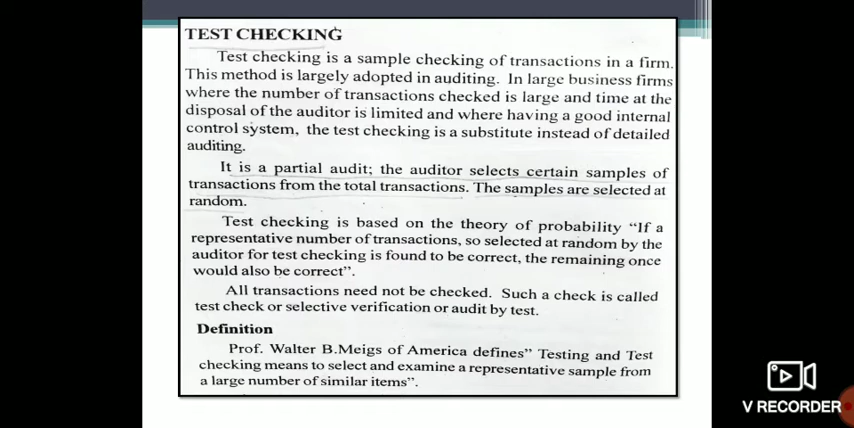 TEST CHECKING
Test checking is a sample checking of transactions in a firm.
This method is largely adopted in auditing. In large business firms
where the number of transactions checked is large and time at the
disposal of the auditor is limited and where having a good internal
control system, the test checking is a substitute instead of detailed
auditing.
It is a partial audit; the auditor selects certain samples of
transactions from the total transactions. The samples are selected at
random.
Test checking is based on the theory of probability “If a
representative number of transactions, so selected at random by the
auditor for test checking is found to be correct, the remaining once
would also be correct”.
All transactions need not be checked. Such a check is called
test check or selective verification or audit by test.
Definition
Prof. Walter B.Meigs of America defines” Testing and Test
checking means to select and examine a representative sample from
a large number of similar items”.
V RECORDER